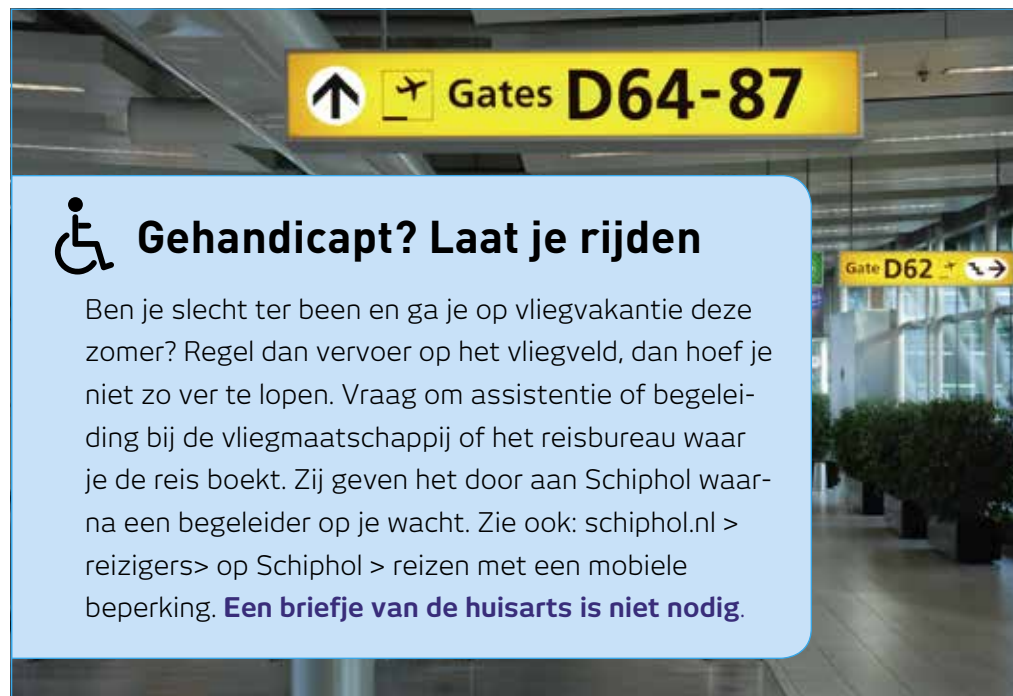 Gates D64-87
Gate D62
Gehandicapt? Laat je rijden
Ben je slecht ter been en ga je op vliegvakantie deze
zomer? Regel dan vervoer op het vliegveld, dan hoef je
niet zo ver te lopen. Vraag om assistentie of begelei-
ding bij de vliegmaatschappij of het reisbureau waar
je de reis boekt. Zij geven het door aan Schiphol waar-
na een begeleider op je wacht. Zie ook: schiphol.nl >
reizigers> op Schiphol > reizen met een mobiele
beperking. Een briefje van de huisarts is niet nodig.